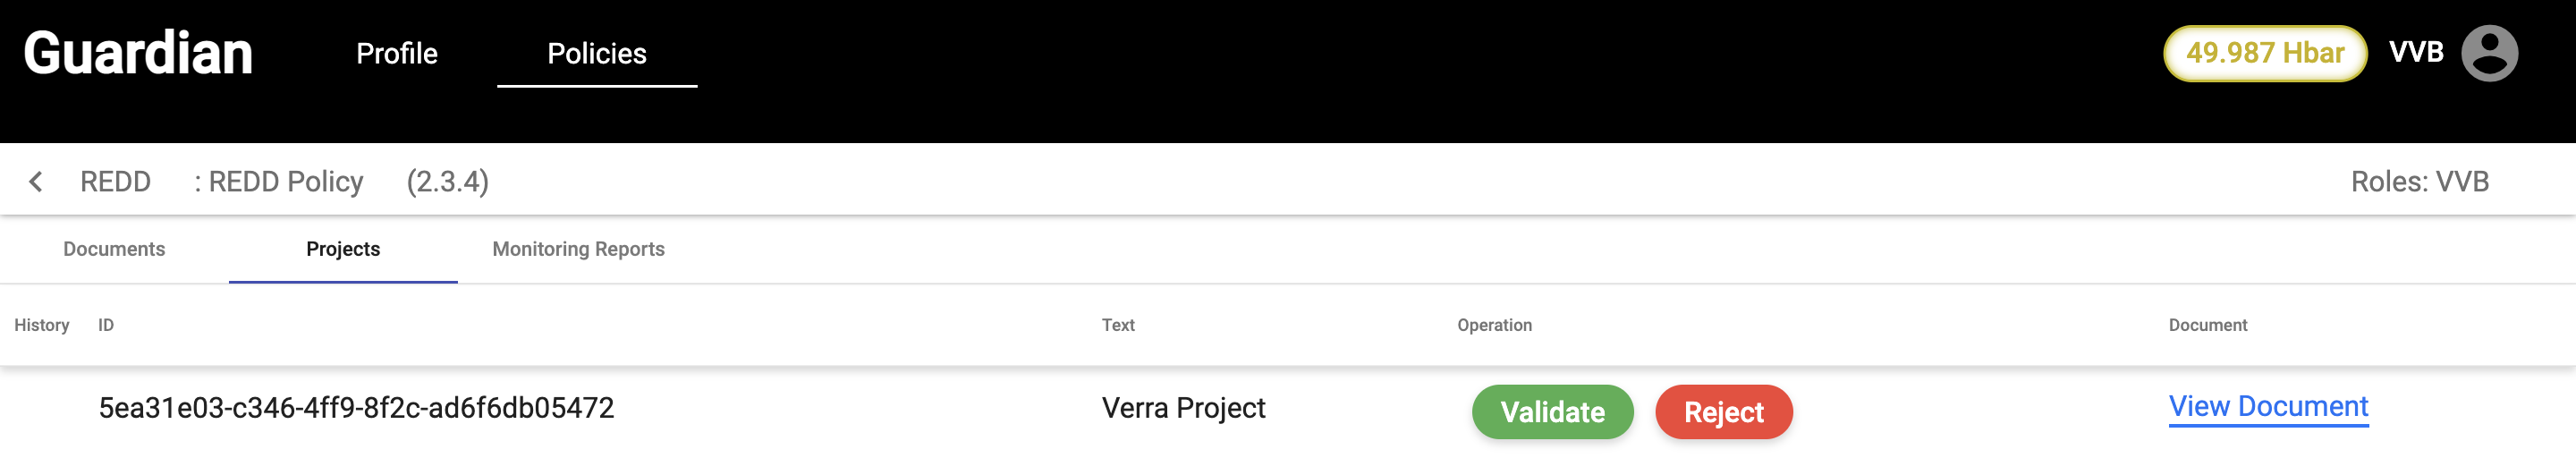 Guardian Profile Policies 49.987 Hbar VVB
REDD : REDD Policy (2.3.4) Roles: VVB
Documents Projects Monitoring Reports
History ID Text Operation Document
5ea31e03-c346-4ff9-8f2c-ad6f6db05472 Verra Project Validate Reject View Document